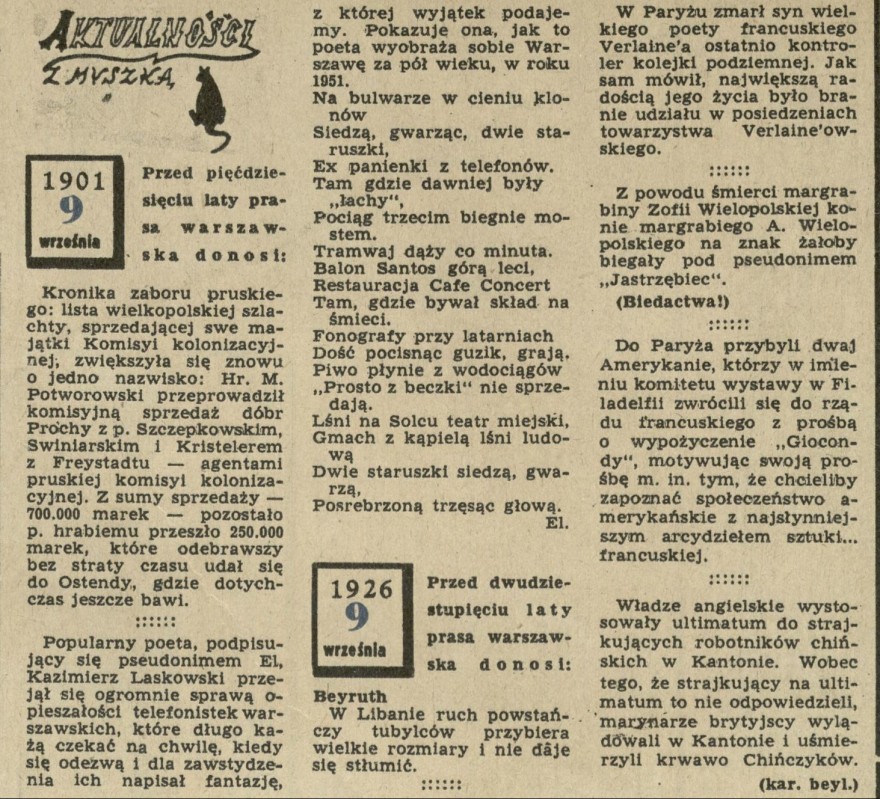 AKTUALNOŚCI
Z MYSZKĄ
1901
9
września
Przed pięćdzie-
sięciu laty pra-
sa warszaw-
ska donosi:
Kronika zaboru pruskie-
go: lista wielkopolskiej szla-
chty, sprzedającej swe ma-
jątki Komisyi kolonizacyj-
nej, zwiększyła się znowu
o jedno nazwisko: Hr. M.
Potworowski przeprowadził
komisyjną sprzedaż dóbr
Prochy z p. Szczepkowskim,
Swiniarskim i Kristelerem
z Freystadtu — agentami
pruskiej komisyi koloniza-
cyjnej. Z sumy sprzedaży —
700.000 marek — pozostało
p. hrabiemu przeszło 250.000
marek, które odebrawszy
bez straty czasu udał się
do Ostendy, gdzie dotych-
czas jeszcze bawi.
::::::
Popularny poeta, podpisu-
jący się pseudonimem El,
Kazimierz Laskowski prze-
jął się ogromnie sprawą o-
pieszałości telefonistek war-
szawskich, które długo ka-
żą czekać na chwilę, kiedy
się odezwą i dla zawstydze-
nia ich napisał fantazję,
z której wyjątek podaje-
my. Pokazuje ona, jak to
poeta wyobraża sobie War-
szawę za pół wieku, w roku
1951.
Na bulwarze w cieniu klo-
nów
Siedzą, gwarząc, dwie sta-
ruszki,
Ex panienki z telefonów.
Tam gdzie dawniej były
„łachy",
Pociąg trzecim biegnie mo-
stem.
Tramwaj dąży co minuta.
Balon Santos górą leci,
Restauracja Cafe Concert
Tam, gdzie bywał skład na
śmieci.
Fonografy przy latarniach
Dość pocisnąc guzik, grają.
Piwo płynie z wodociągów
„Prosto z beczki" nie sprze-
dają.
Lśni na Solcu teatr miejski,
Gmach z kąpielą lśni ludo-
wą
Dwie staruszki siedzą, gwa-
rzą,
Posrebrzoną trzęsąc głową.
El.
1926
9
września
Przed dwudzie-
stupięciu laty
prasa warszaw-
ska donosi:
Beyruth
W Libanie ruch powstań-
czy tubylców przybiera
wielkie rozmiary i nie dâje
się stłumić.
::::::
W Paryżu zmarł syn wiel-
kiego poety francuskiego
Verlaine'a ostatnio kontro-
ler kolejki podziemnej. Jak
sam mówił, największą ra-
dością jego życia było bra-
nie udziału w posiedzeniach
towarzystwa Verlaine'ow-
skiego.
::::::
Z powodu śmierci margra-
biny Zofii Wielopolskiej ko-
nie margrabiego A. Wielo-
polskiego na znak żałoby
biegały pod pseudonimem
„Jastrzębiec".
(Biedactwa!)
::::::
Do Paryża przybyli dwaj
Amerykanie, którzy w imie-
niu komitetu wystawy w Fi-
ladelfii zwrócili się do rzą-
du francuskiego z prośbą
o wypożyczenie „Giocon-
dy", motywując swoją pro-
śbę m. in. tym, że chcieliby
zapoznać społeczeństwo a-
merykańskie z najsłynniej-
szym arcydziełem sztuki...
francuskiej.
::::::
Władze angielskie wysto-
sowały ultimatum do straj-
kujących robotników chiń-
skich w Kantonie. Wobec
tego, że strajkujący na ulti-
matum to nie odpowiedzieli,
marynarze brytyjscy wylą-
dowali w Kantonie i uśmie-
rzyli krwawo Chińczyków.
(kar. beyl.)